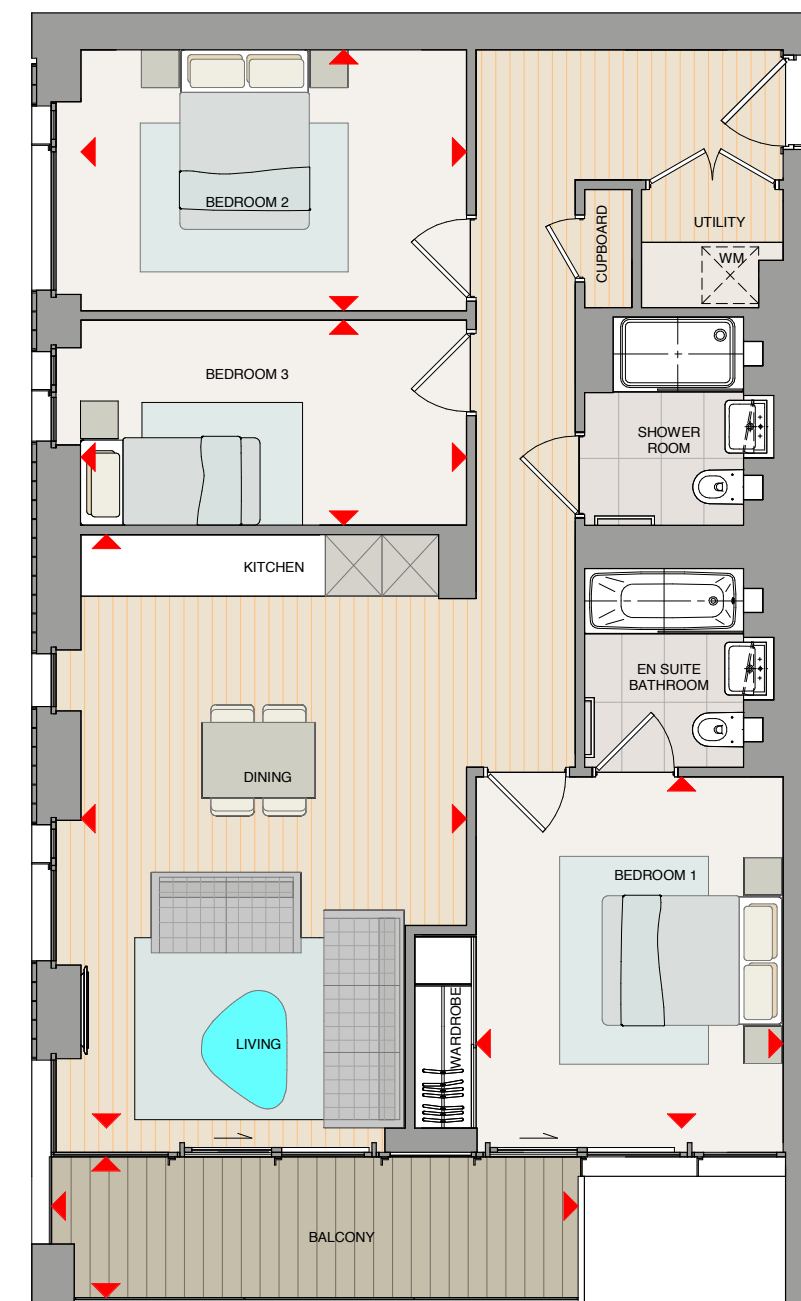 BEDROOM 2
CUPBOARD
UTILITY
WM
BEDROOM 3
SHOWER
ROOM
KITCHEN
EN SUITE
BATHROOM
DINING
BEDROOM 1
LIVING
WARDROBE
BALCONY